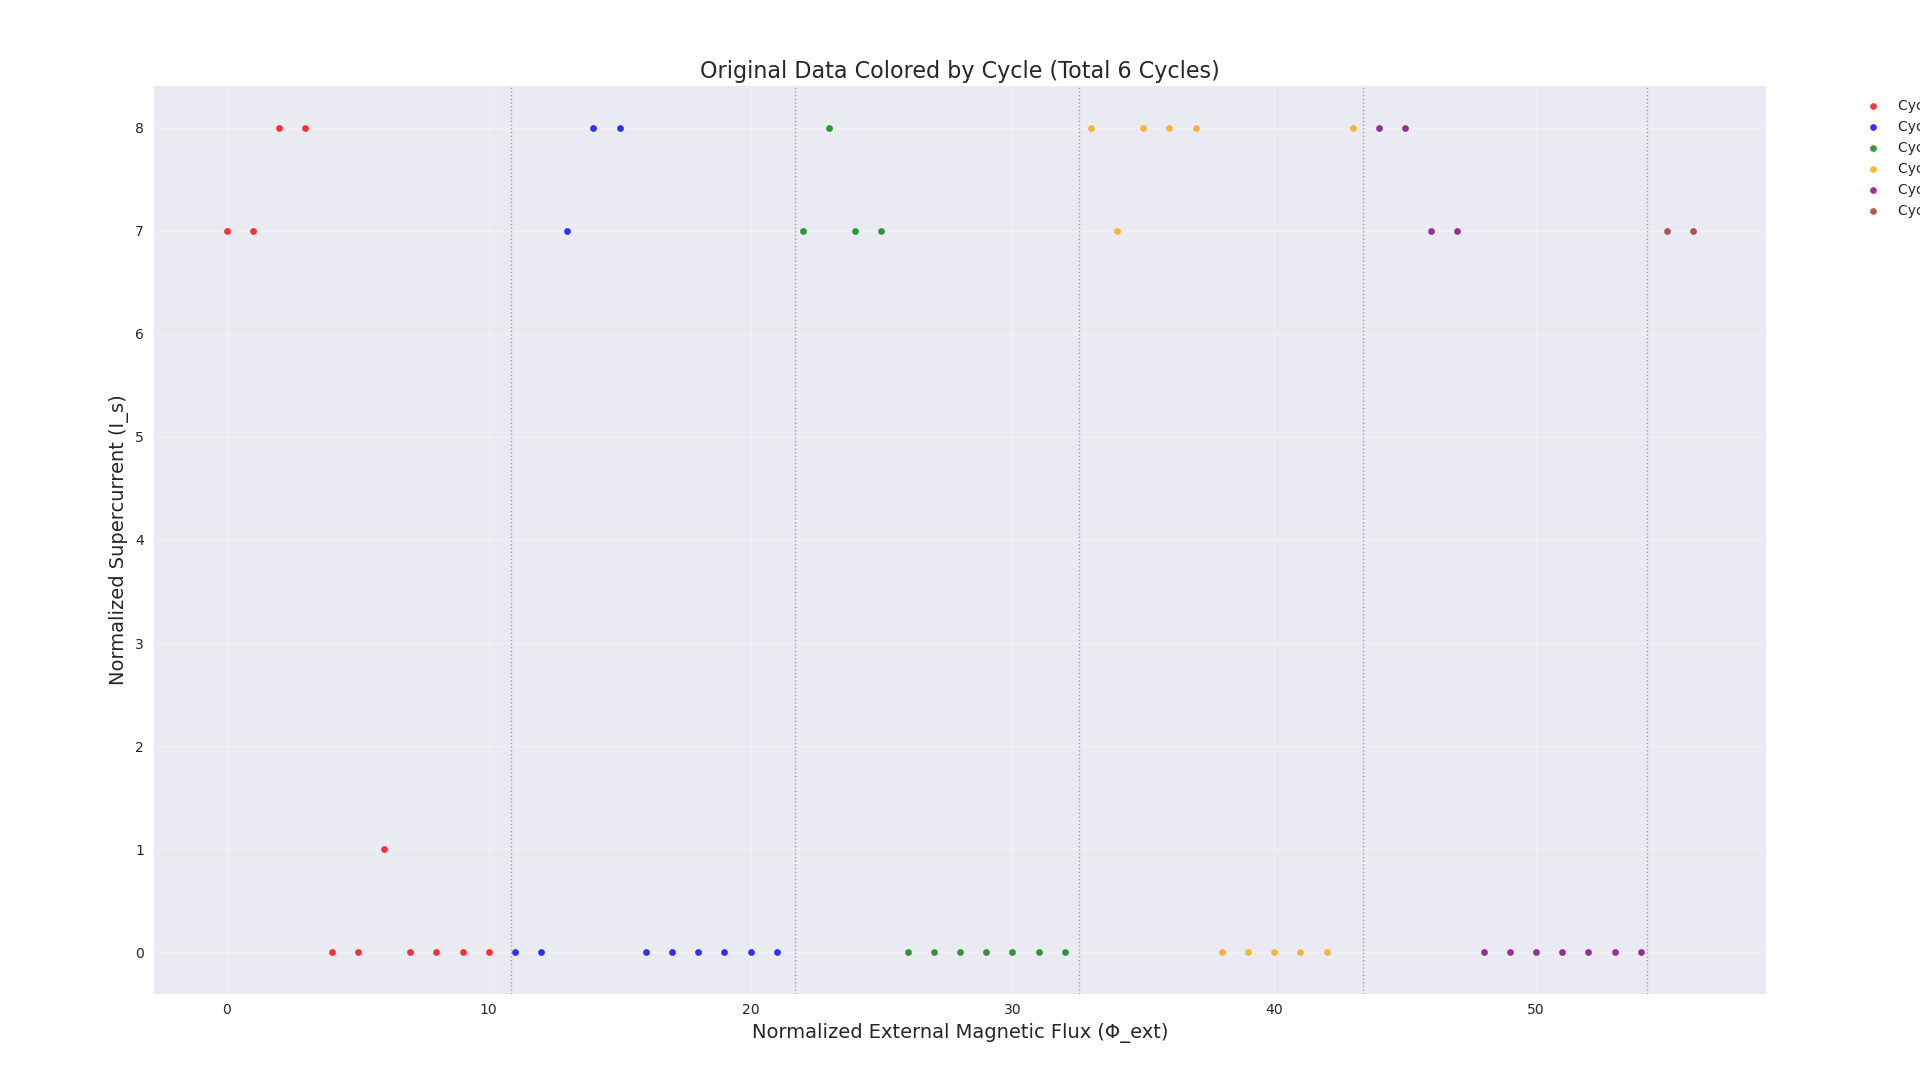 Original Data Colored by Cycle (Total 6 Cycles)
Normalized Supercurrent (I_s)
8
7
6
5
4
3
2
1
0
0 10 20 30 40 50
Normalized External Magnetic Flux (Φ_ext)
Cyc
Cyc
Cyc
Cyc
Cyc
Cyc